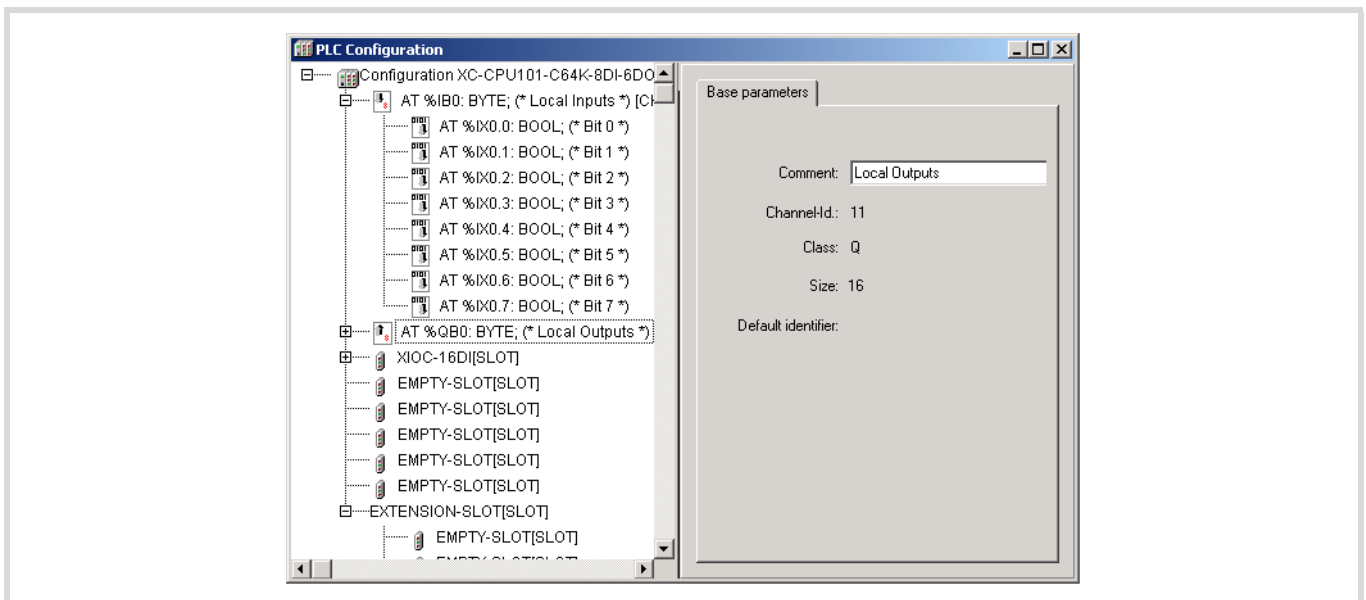 PLC Configuration
Configuration XC-CPU101-C64K-8DI-6DO
AT %IB0: BYTE; (* Local Inputs *) [CH
AT %IX0.0: BOOL; (* Bit 0 *)
AT %IX0.1: BOOL; (* Bit 1 *)
AT %IX0.2: BOOL; (* Bit 2 *)
AT %IX0.3: BOOL; (* Bit 3 *)
AT %IX0.4: BOOL; (* Bit 4 *)
AT %IX0.5: BOOL; (* Bit 5 *)
AT %IX0.6: BOOL; (* Bit 6 *)
AT %IX0.7: BOOL; (* Bit 7 *)
AT %QB0: BYTE; (* Local Outputs *)
XIOC-16DI[SLOT]
EMPTY-SLOT[SLOT]
EMPTY-SLOT[SLOT]
EMPTY-SLOT[SLOT]
EMPTY-SLOT[SLOT]
EMPTY-SLOT[SLOT]
EXTENSION-SLOT[SLOT]
EMPTY-SLOT[SLOT]
Base parameters
Comment: Local Outputs
Channel-Id.: 11
Class: Q
Size: 16
Default identifier: